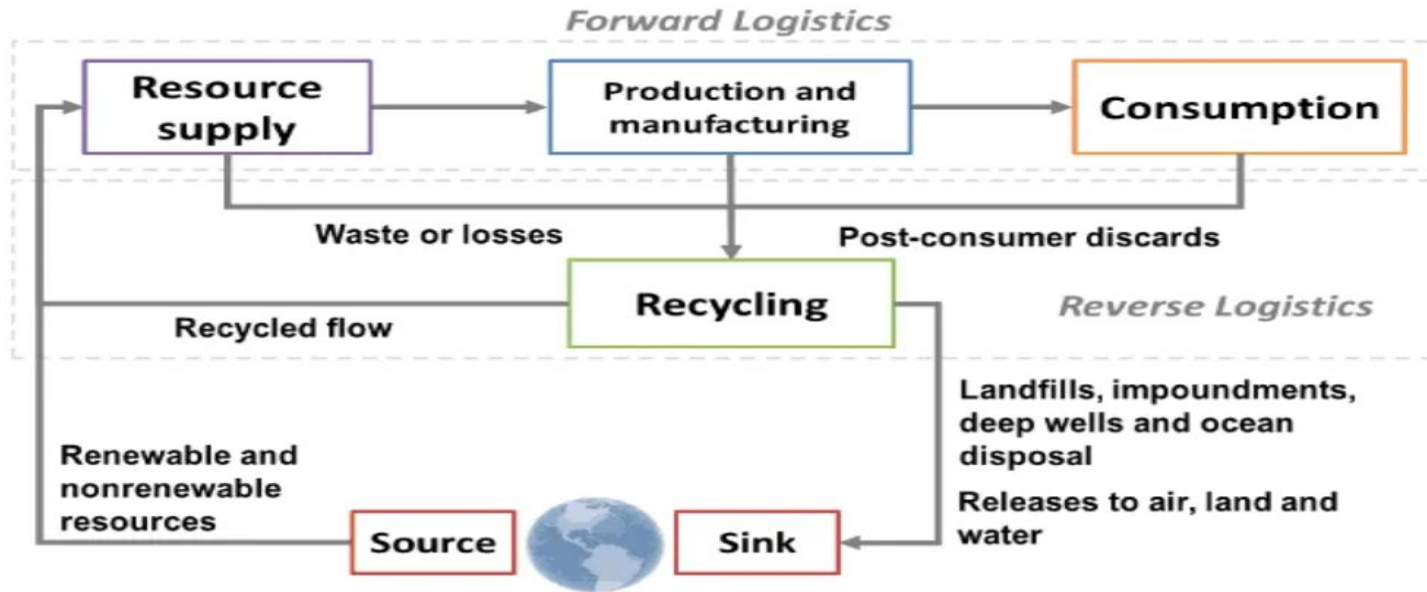 Forward Logistics
Resource
supply
Production and
manufacturing
Consumption
Waste or losses
Post-consumer discards
Recycling
Reverse Logistics
Recycled flow
Landfills, impoundments,
deep wells and ocean
disposal
Renewable and
nonrenewable
resources
Releases to air, land and
water
Source
Sink